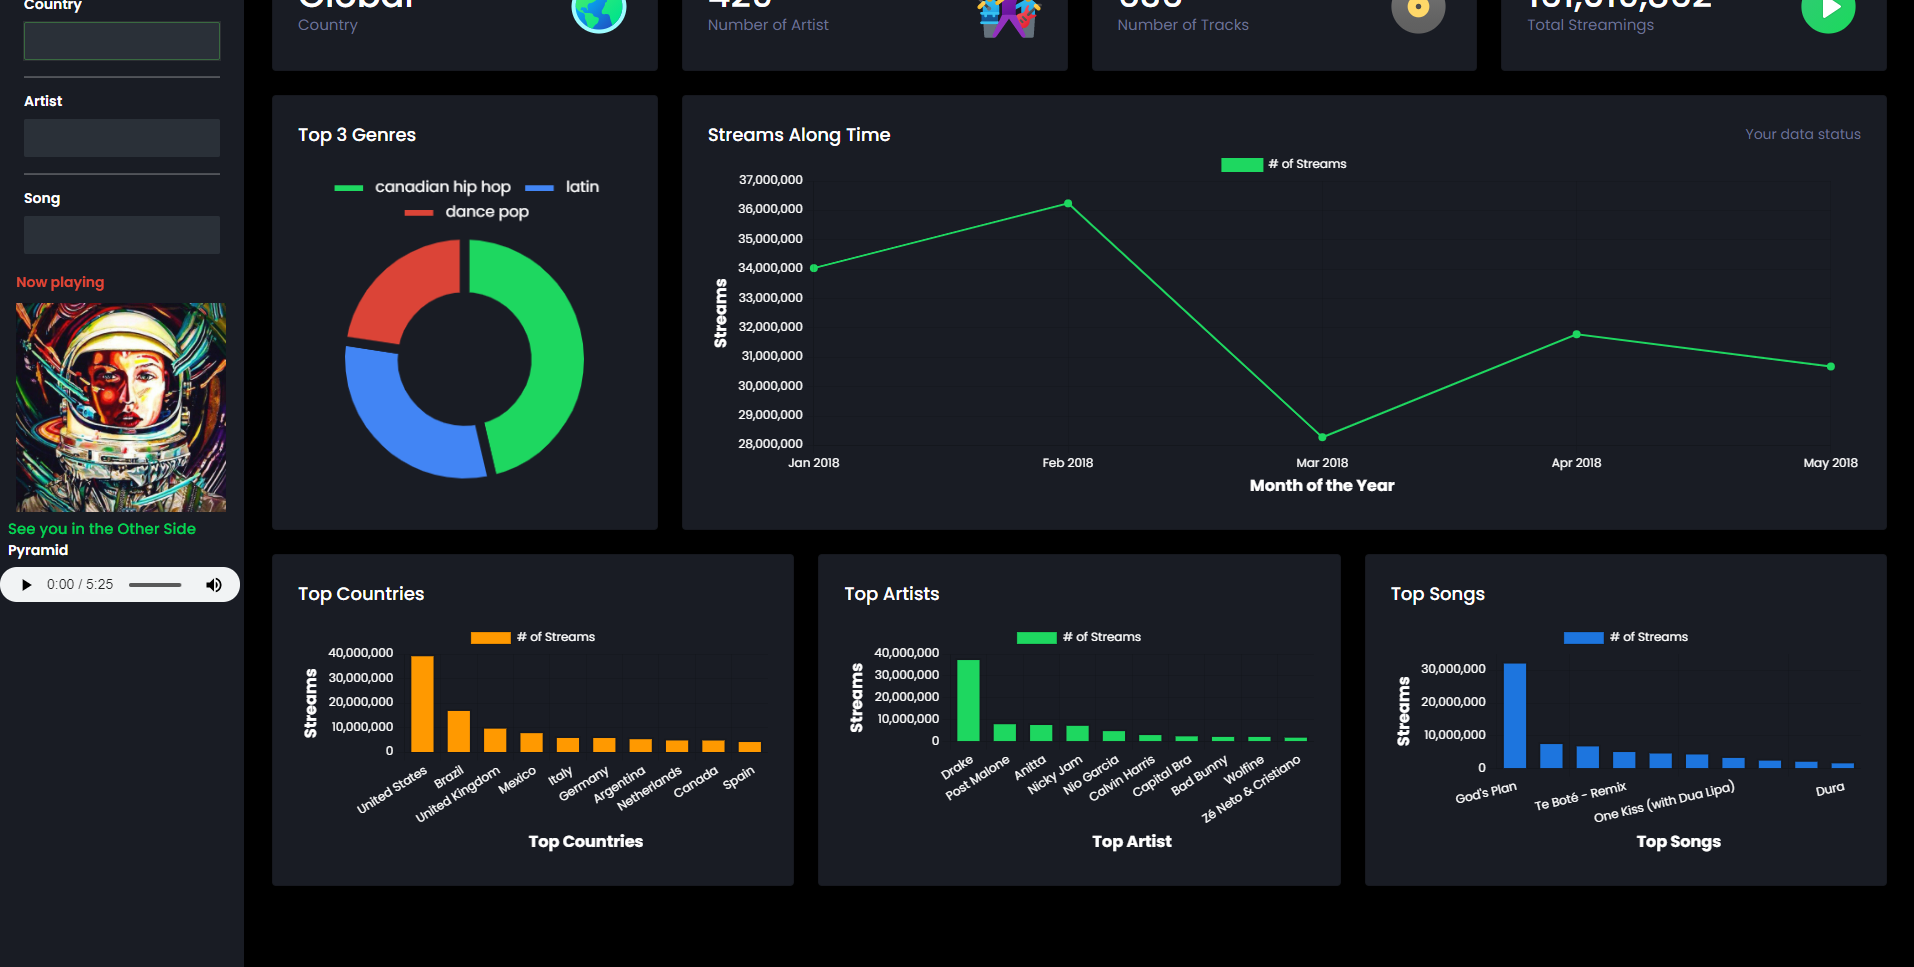 Country
Artist
Song
Now playing
See you in the Other Side
Pyramid
0:00 / 5:25
Global
Country
Number of Artist
Number of Tracks
Total Streamings
Top 3 Genres
canadian hip hop latin
dance pop
Streams Along Time
Your data status
# of Streams
37,000,000
36,000,000
35,000,000
34,000,000
33,000,000
32,000,000
31,000,000
30,000,000
29,000,000
28,000,000
Streams
Jan 2018 Feb 2018 Mar 2018 Apr 2018 May 2018
Month of the Year
Top Countries
# of Streams
40,000,000
30,000,000
20,000,000
10,000,000
0
Streams
United States Brazil United Kingdom Mexico Italy Germany Argentina Netherlands Canada Spain
Top Countries
Top Artists
# of Streams
40,000,000
30,000,000
20,000,000
10,000,000
0
Streams
Drake Post Malone Anitta Nicky Jam Nio Garcia Calvin Harris Capital Bra Bad Bunny Wolfine Zé Neto & Cristiano
Top Artist
Top Songs
# of Streams
30,000,000
20,000,000
10,000,000
0
Streams
God's Plan Te Boté - Remix One Kiss (with Dua Lipa) Dura
Top Songs